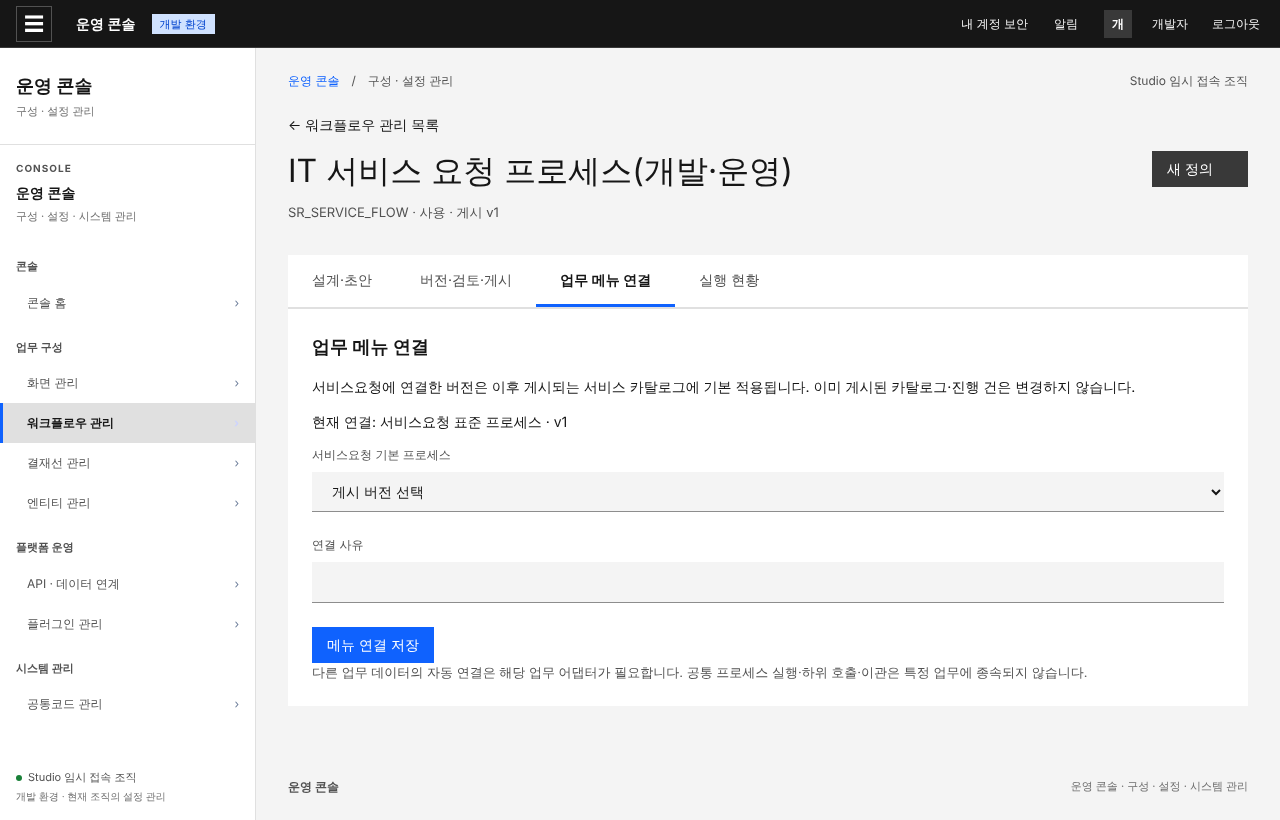 운영 콘솔
개발 환경
내 계정 보안
알림
개
개발자
로그아웃
운영 콘솔
구성 · 설정 관리
CONSOLE
운영 콘솔
구성 · 설정 · 시스템 관리
콘솔
콘솔 홈
업무 구성
화면 관리
워크플로우 관리
결재선 관리
엔티티 관리
플랫폼 운영
API · 데이터 연계
플러그인 관리
시스템 관리
공통코드 관리
Studio 임시 접속 조직
개발 환경 · 현재 조직의 설정 관리
운영 콘솔 / 구성 · 설정 관리
Studio 임시 접속 조직
← 워크플로우 관리 목록
IT 서비스 요청 프로세스(개발·운영)
새 정의
SR_SERVICE_FLOW · 사용 · 게시 v1
설계·초안
버전·검토·게시
업무 메뉴 연결
실행 현황
업무 메뉴 연결
서비스요청에 연결한 버전은 이후 게시되는 서비스 카탈로그에 기본 적용됩니다. 이미 게시된 카탈로그·진행 건은 변경하지 않습니다.
현재 연결: 서비스요청 표준 프로세스 · v1
서비스요청 기본 프로세스
게시 버전 선택
연결 사유
메뉴 연결 저장
다른 업무 데이터의 자동 연결은 해당 업무 어댑터가 필요합니다. 공통 프로세스 실행·하위 호출·이관은 특정 업무에 종속되지 않습니다.
운영 콘솔
운영 콘솔 · 구성 · 설정 · 시스템 관리